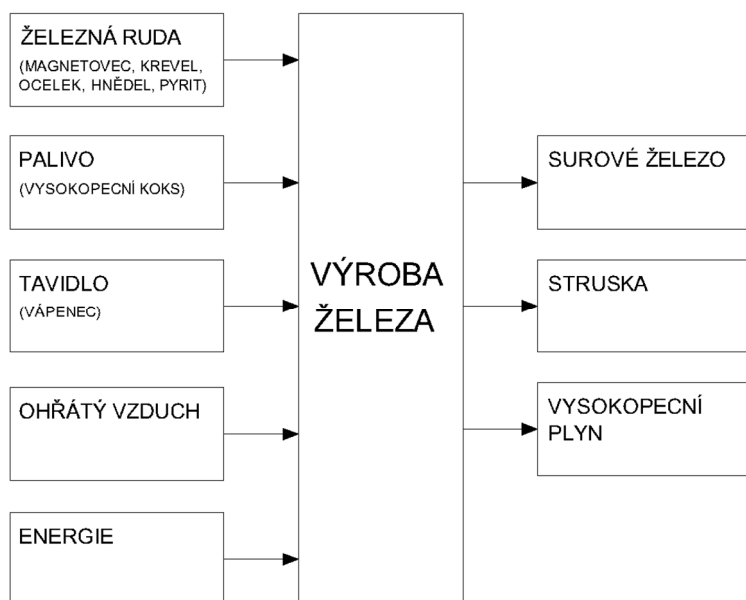 ŽELEZNÁ RUDA
(MAGNETOVEC, KREVEL,
OCELEK, HNĚDEL, PYRIT)
PALIVO
(VYSOKOPECNÍ KOKS)
TAVIDLO
(VÁPENEC)
OHŘÁTÝ VZDUCH
ENERGIE
VÝROBA
ŽELEZA
SUROVÉ ŽELEZO
STRUSKA
VYSOKOPECNÍ
PLYN